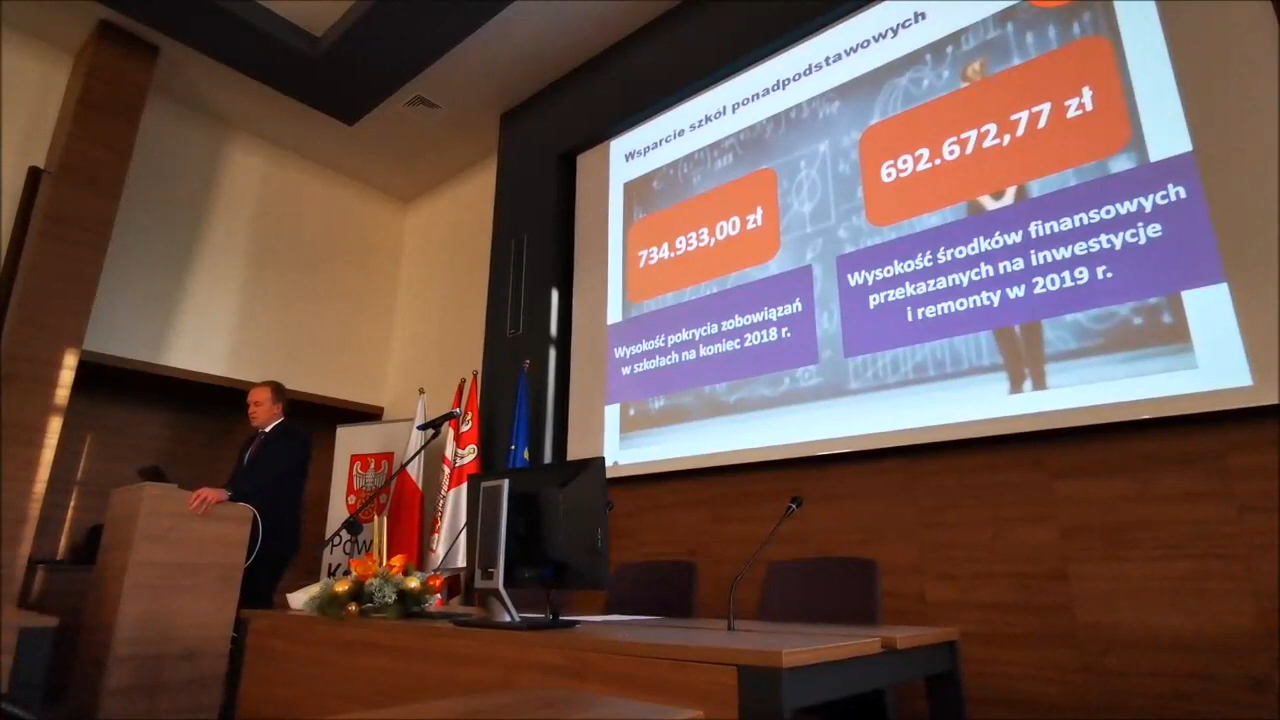 Wsparcie szkół ponadpodstawowych
734.933,00 zł
692.672,77 zł
Wysokość pokrycia zobowiązań
w szkołach na koniec 2018 r.
Wysokość środków finansowych
przekazanych na inwestycje
i remonty w 2019 r.